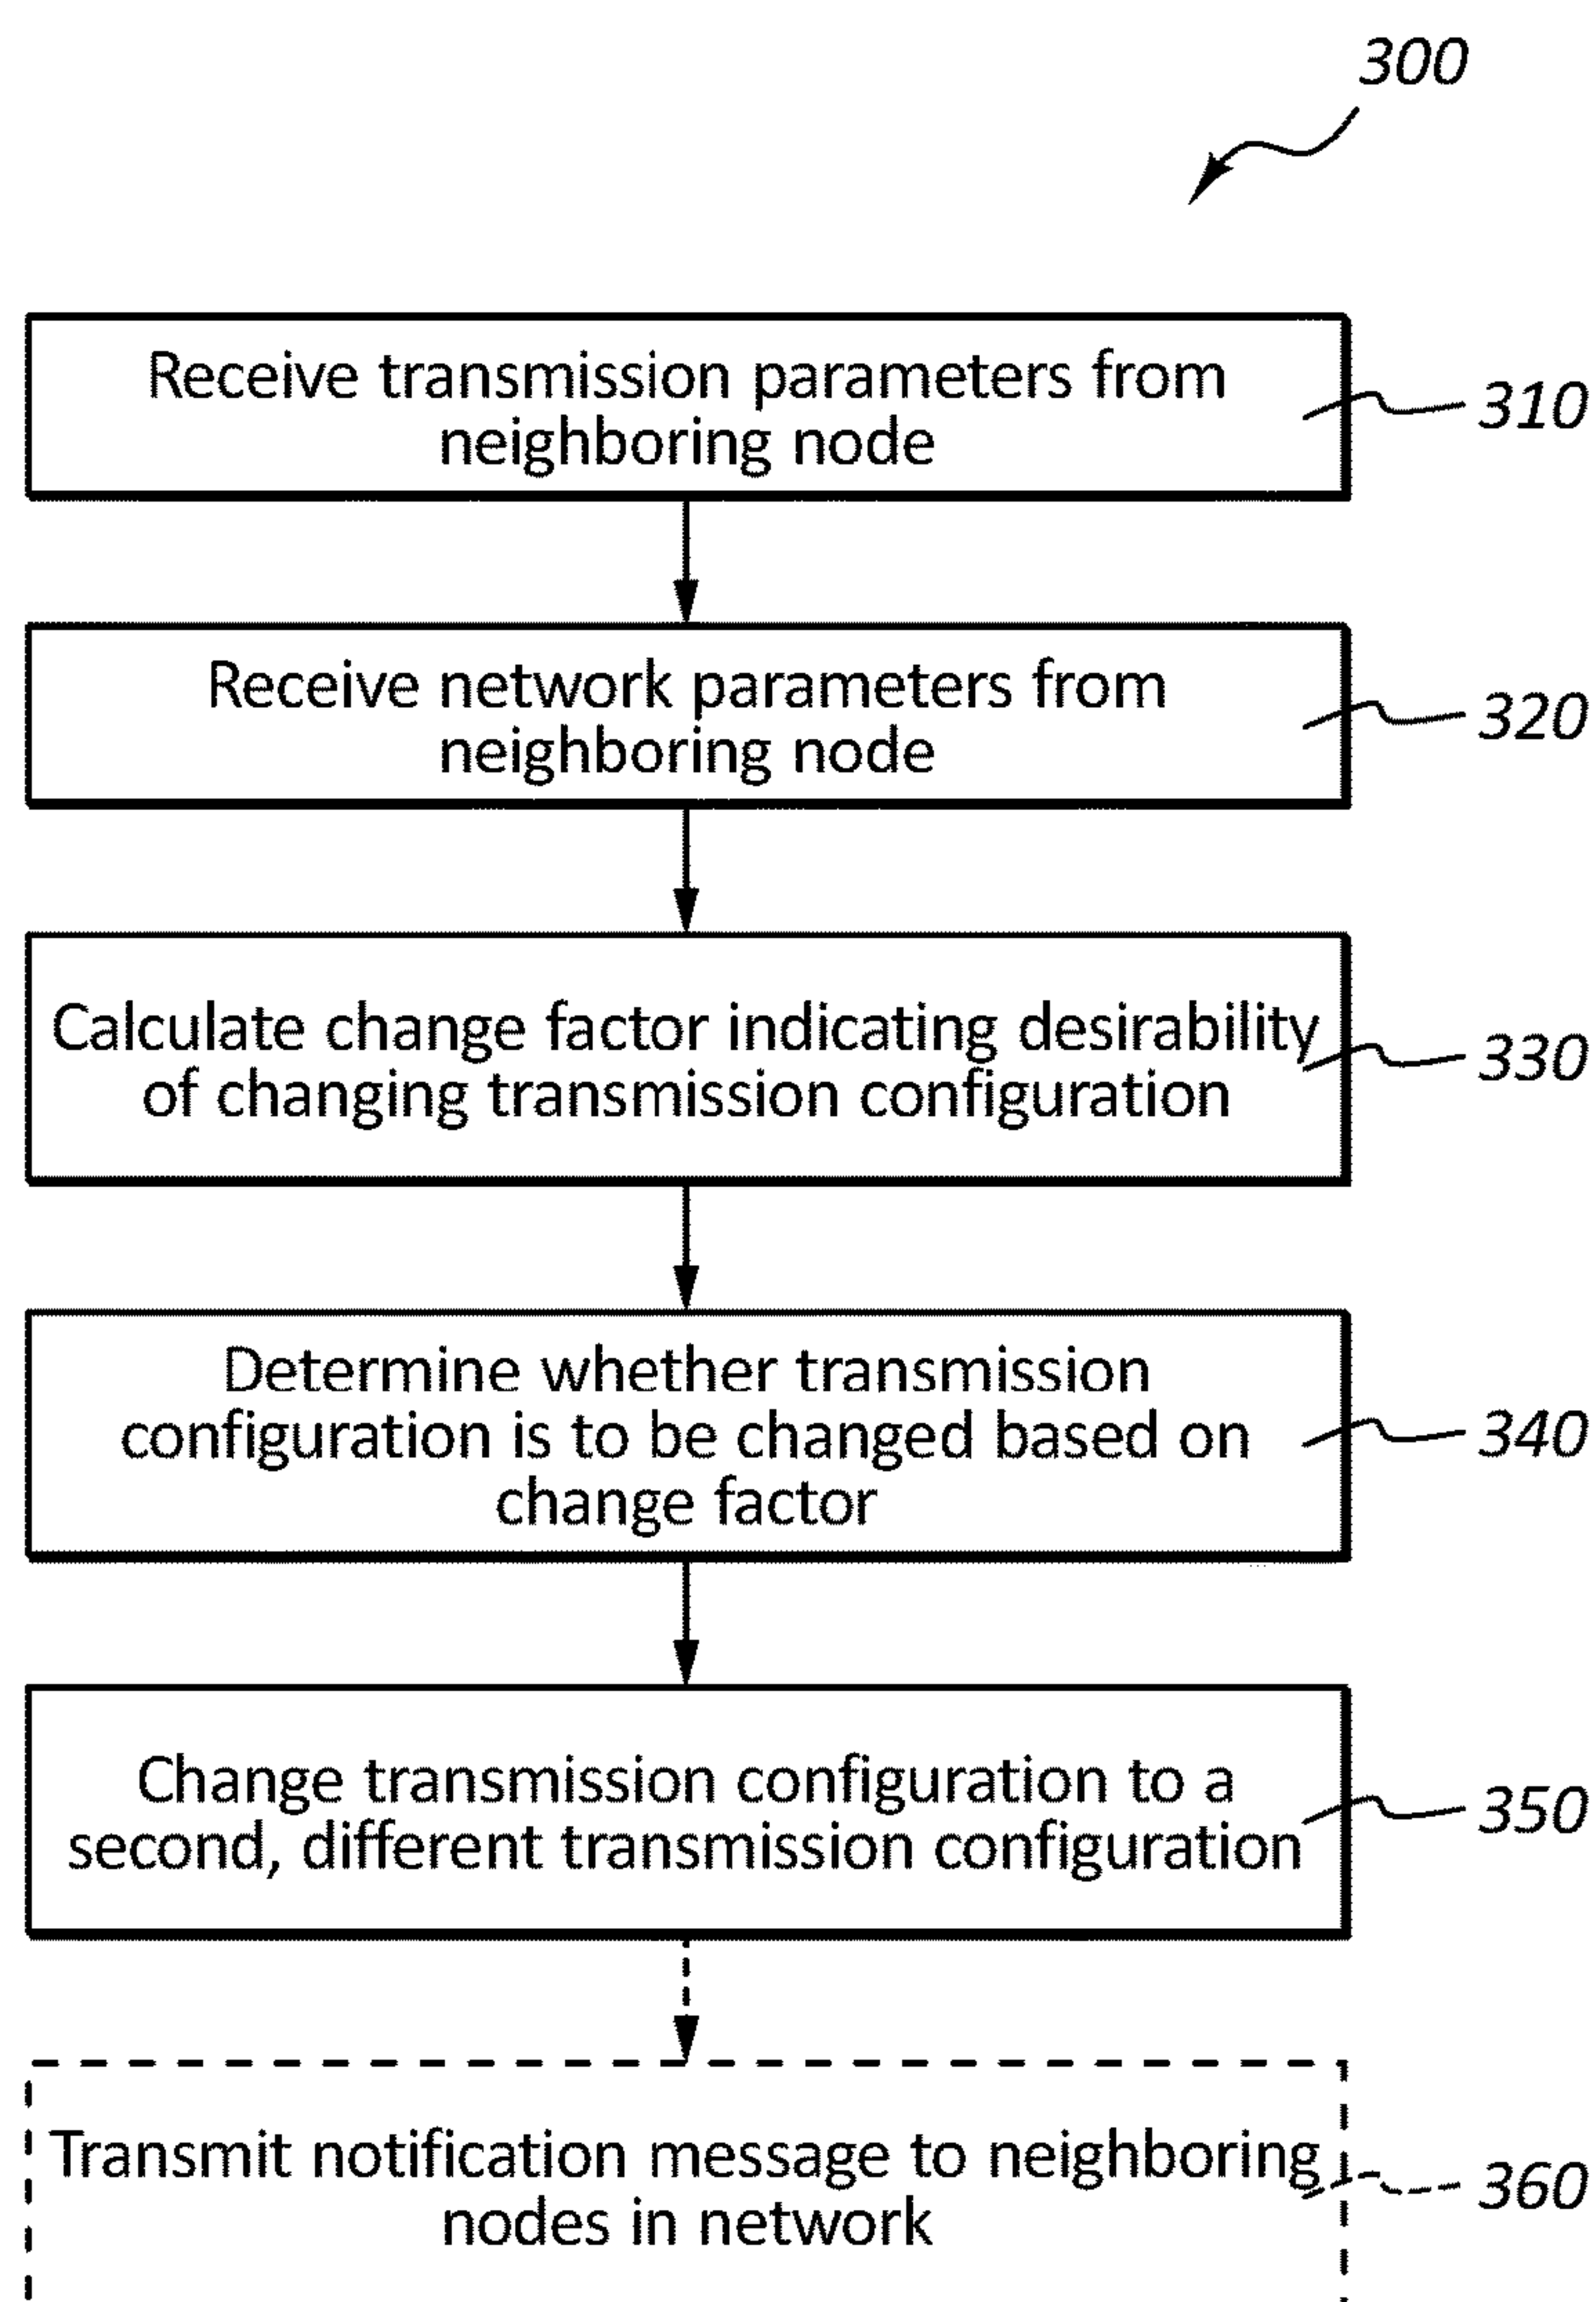 300
Receive transmission parameters from
neighboring node
310
Receive network parameters from
neighboring node
320
Calculate change factor indicating desirability
of changing transmission configuration
330
Determine whether transmission
configuration is to be changed based on
change factor
340
Change transmission configuration to a
second, different transmission configuration
350
Transmit notification message to neighboring
nodes in network
360